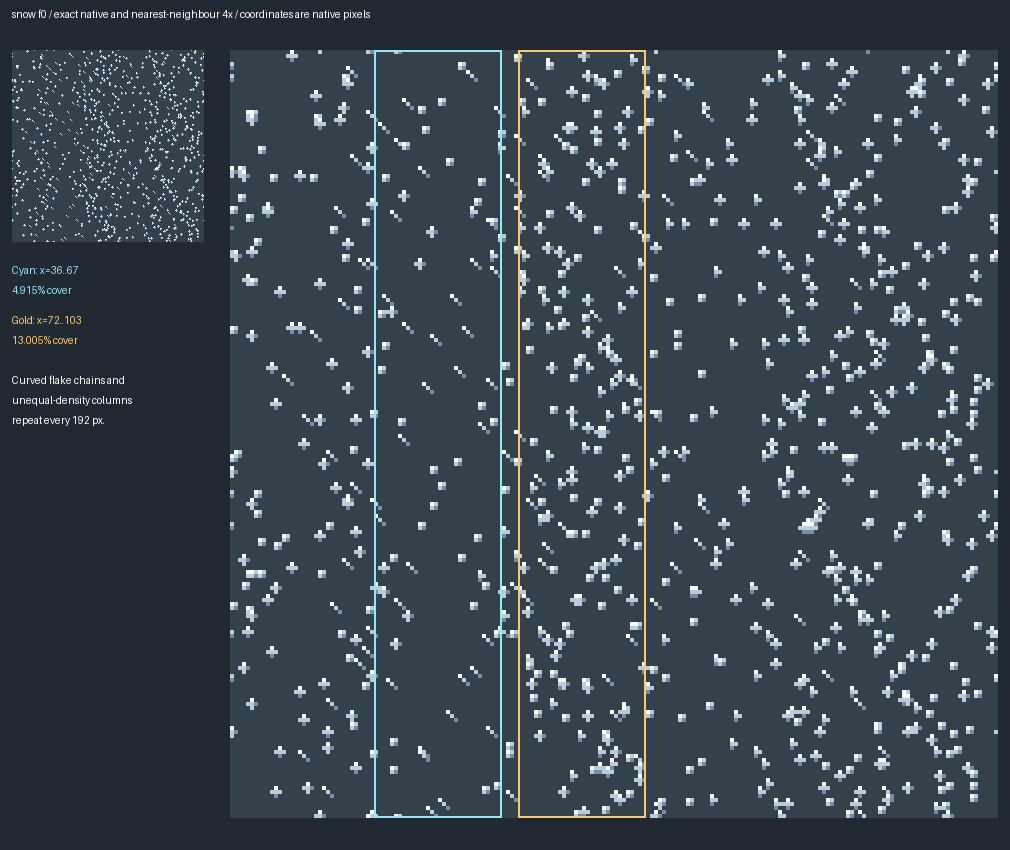 snow f0 / exact native and nearest-neighbour 4x / coordinates are native pixels
Cyan: x=36..67
4.915% cover
Gold: x=72..103
13.005% cover
Curved flake chains and
unequal-density columns
repeat every 192 px.